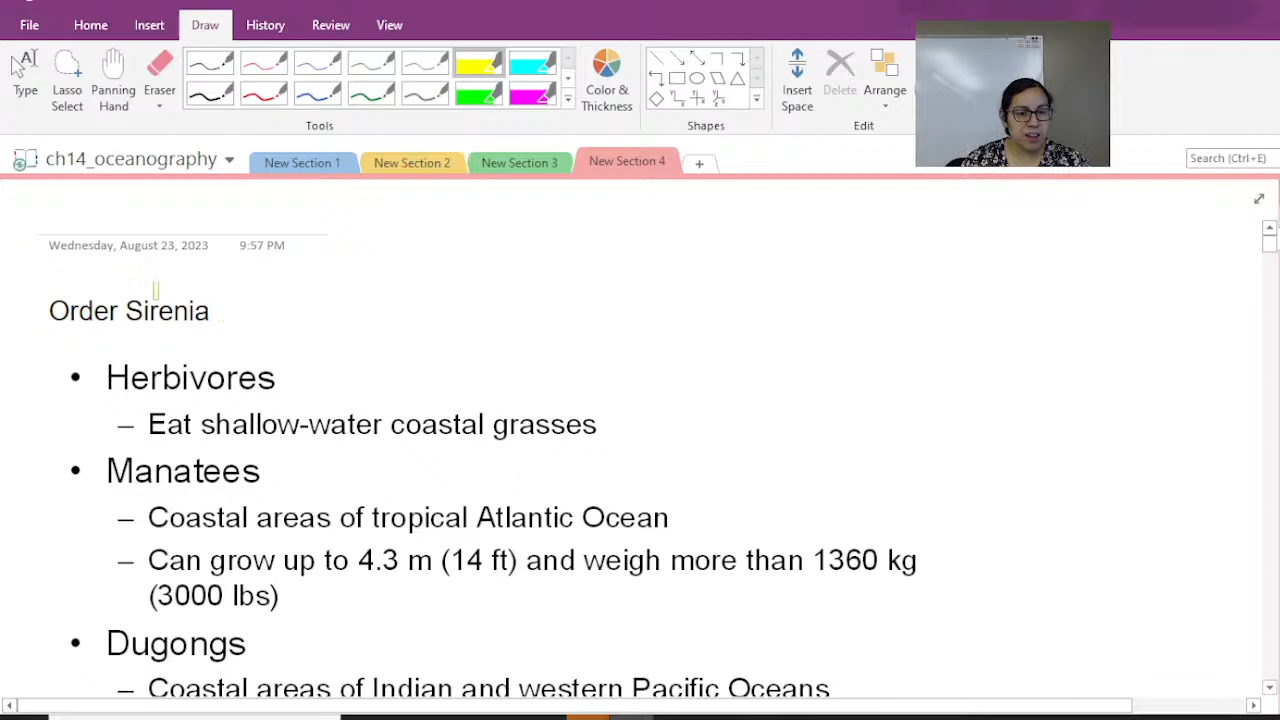 File Home Insert Draw History Review View
Type Lasso Select Panning Hand Eraser Color & Thickness Insert Space Delete Arrange
Tools Shapes Edit
ch14_oceanography New Section 1 New Section 2 New Section 3 New Section 4 + Search (Ctrl+E)
Wednesday, August 23, 2023 9:57 PM
Order Sirenia
• Herbivores
– Eat shallow-water coastal grasses
• Manatees
– Coastal areas of tropical Atlantic Ocean
– Can grow up to 4.3 m (14 ft) and weigh more than 1360 kg
(3000 lbs)
• Dugongs
– Coastal areas of Indian and western Pacific Oceans